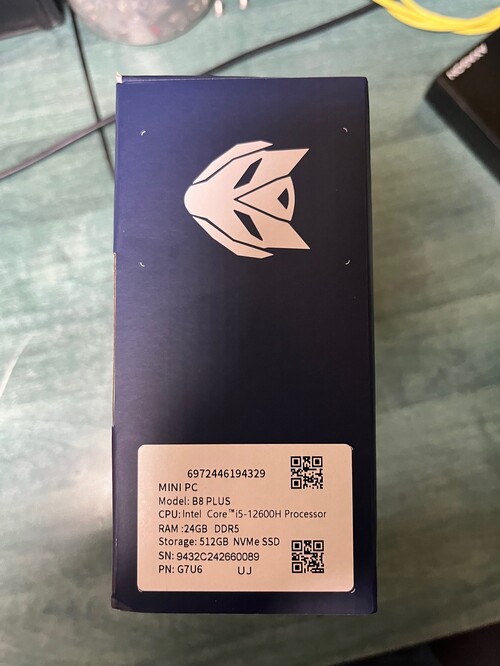 6972446194329
MINI PC
Model: B8 PLUS
CPU: Intel Core™i5-12600H Processor
RAM :24GB DDR5
Storage: 512GB NVMe SSD
SN: 9432C242660089
PN: G7U6 UJ